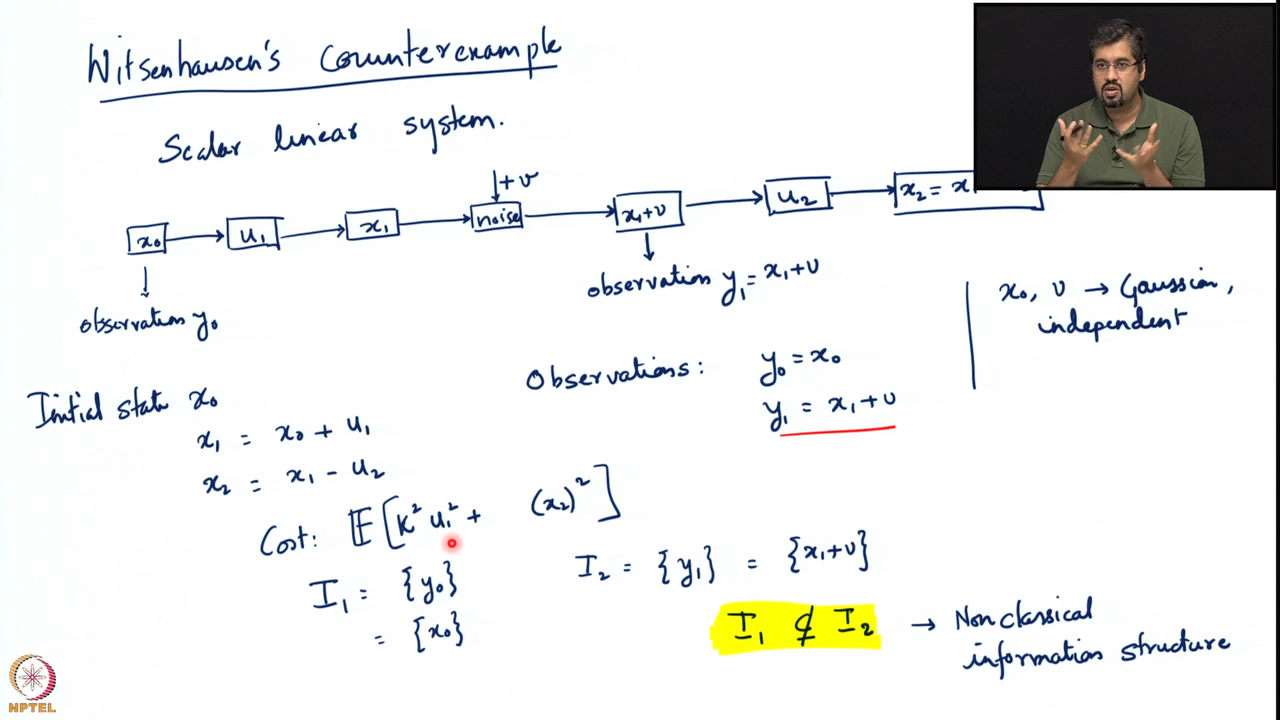 Witsenhausen's Counterexample
Scalar linear system.
+v
x₀ → u₁ → x₁ → noise → x₁+v → u₂ → x₂ = x
observation y₀
observation y₁ = x₁+v
x₀, v → Gaussian,
independent
Observations: y₀ = x₀
y₁ = x₁ + v
Initial state x₀
x₁ = x₀ + u₁
x₂ = x₁ - u₂
Cost: 𝔼[k² u₁² + (x₂)²]
I₁ = {y₀}
= {x₀}
I₂ = {y₁} = {x₁+v}
I₁ ⊄ I₂ → Nonclassical
information structure
NPTEL